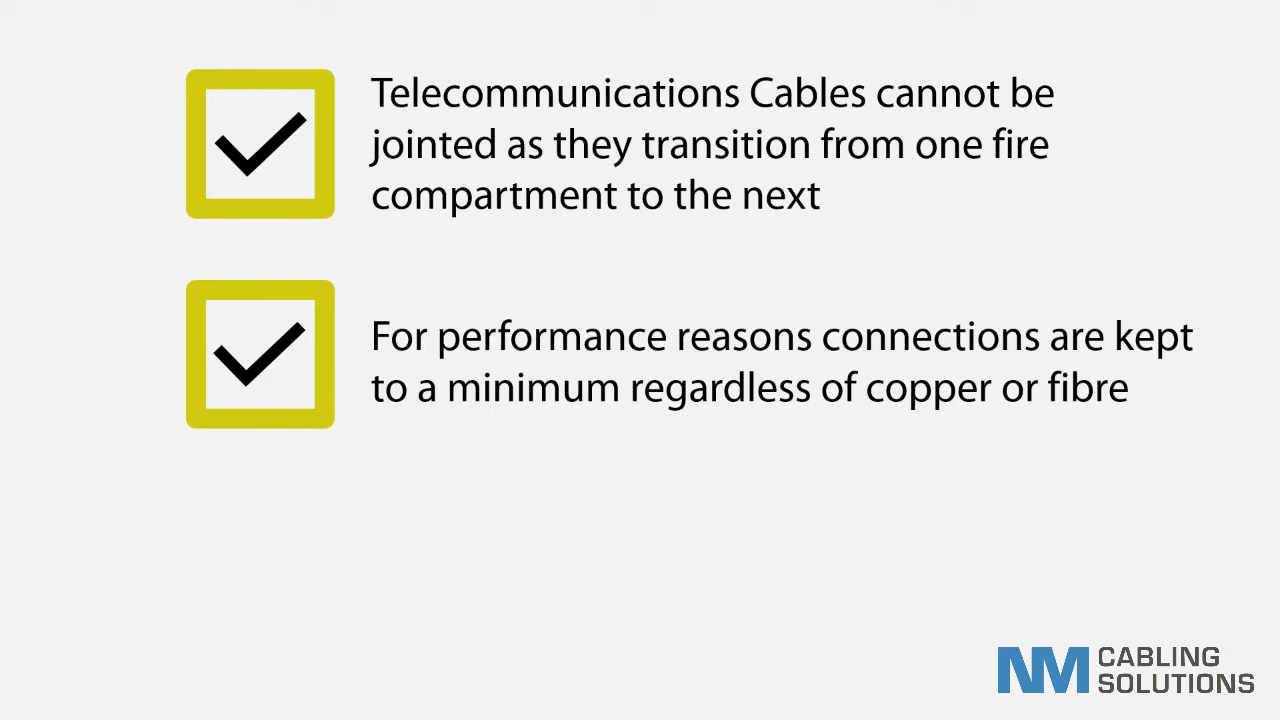 Telecommunications Cables cannot be
jointed as they transition from one fire
compartment to the next
For performance reasons connections are kept
to a minimum regardless of copper or fibre
NM CABLING
SOLUTIONS